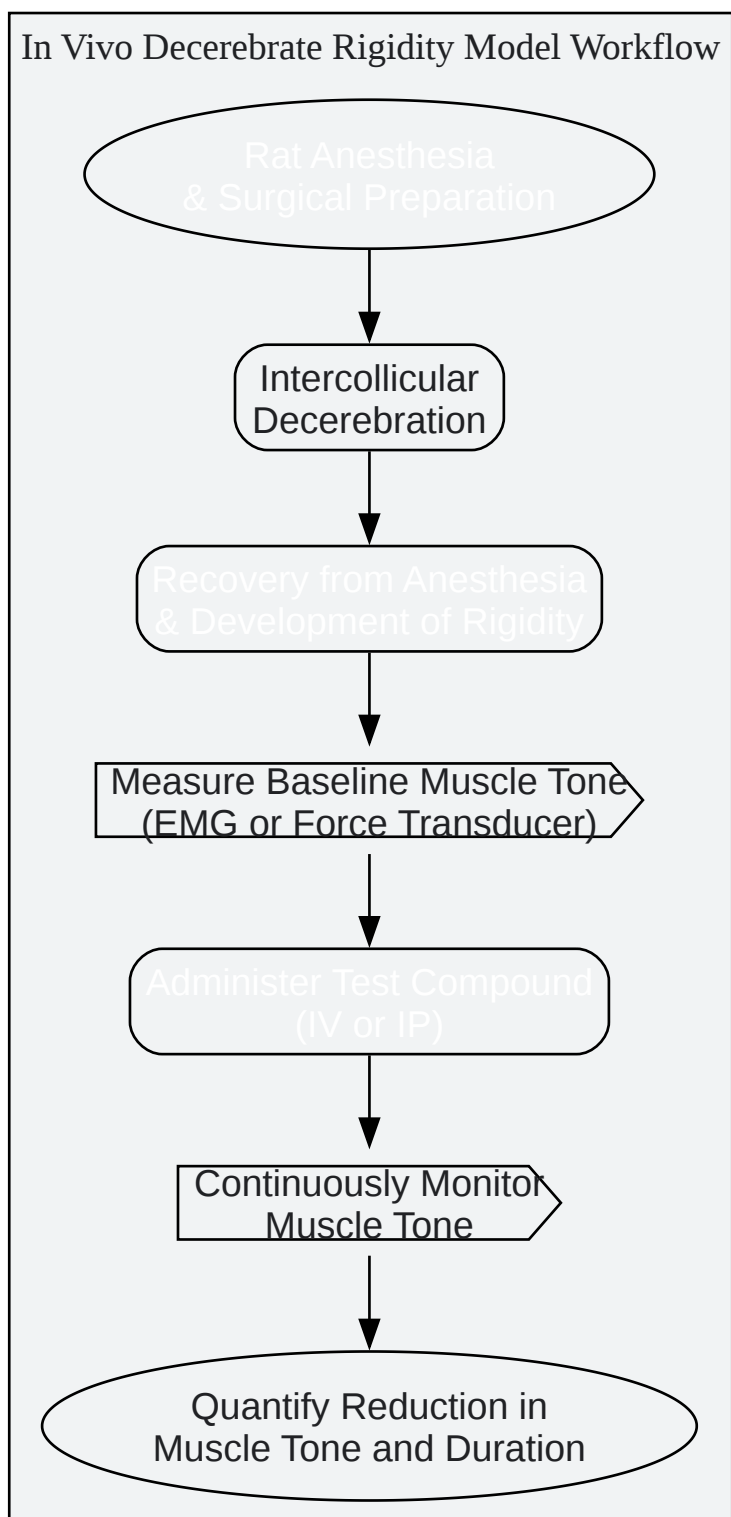 In Vivo Decerebrate Rigidity Model Workflow
Rat Anesthesia
& Surgical Preparation
Intercollicular
Decerebration
Recovery from Anesthesia
& Development of Rigidity
Measure Baseline Muscle Tone
(EMG or Force Transducer)
Administer Test Compound
(IV or IP)
Continuously Monitor
Muscle Tone
Quantify Reduction in
Muscle Tone and Duration